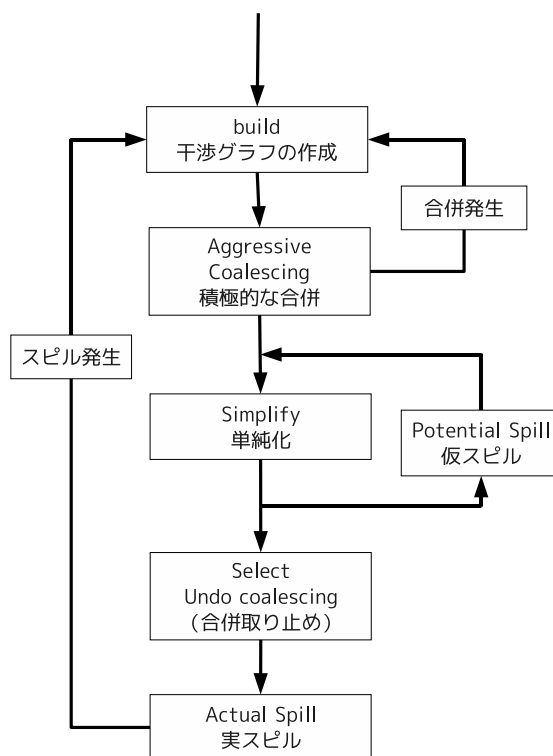 build
干渉グラフの作成
合併発生
Aggressive
Coalescing
積極的な合併
スピル発生
Simplify
単純化
Potential Spill
仮スピル
Select
Undo coalescing
（合併取り止め）
Actual Spill
実スピル